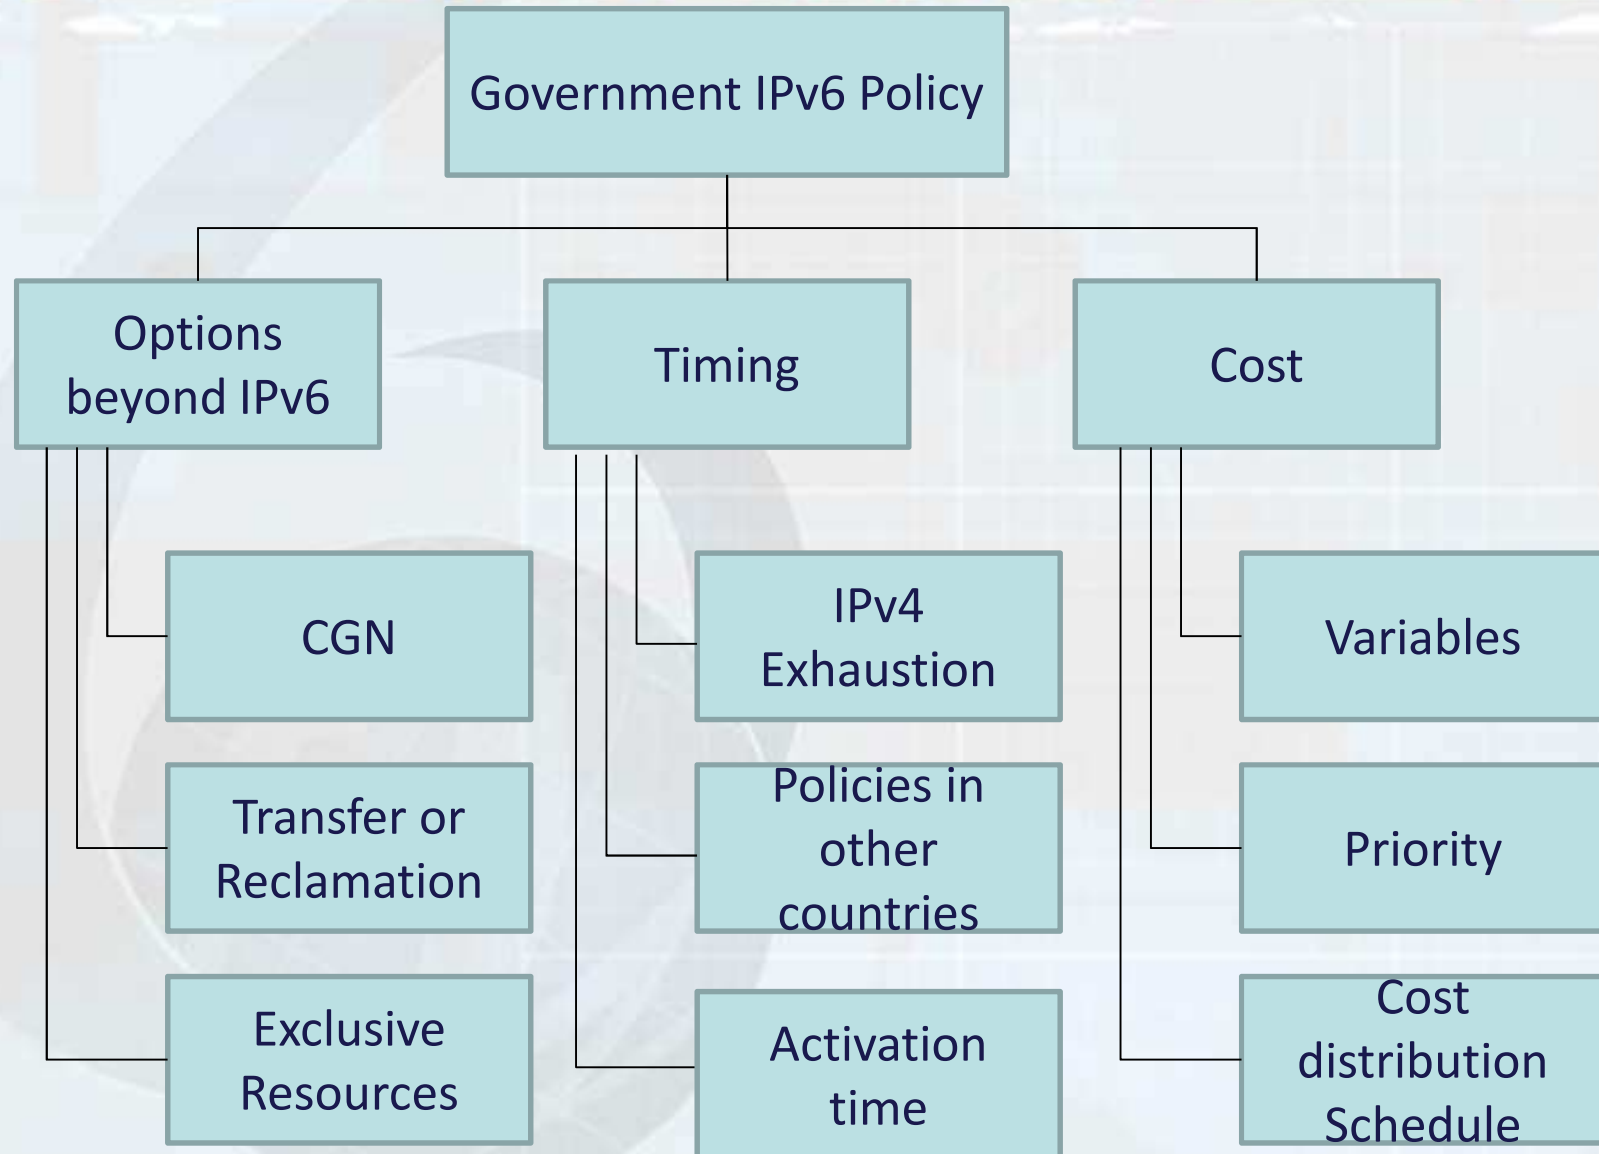 Government IPv6 Policy
Options
beyond IPv6
Timing
Cost
CGN
Transfer or
Reclamation
Exclusive
Resources
IPv4
Exhaustion
Policies in
other
countries
Activation
time
Variables
Priority
Cost
distribution
Schedule